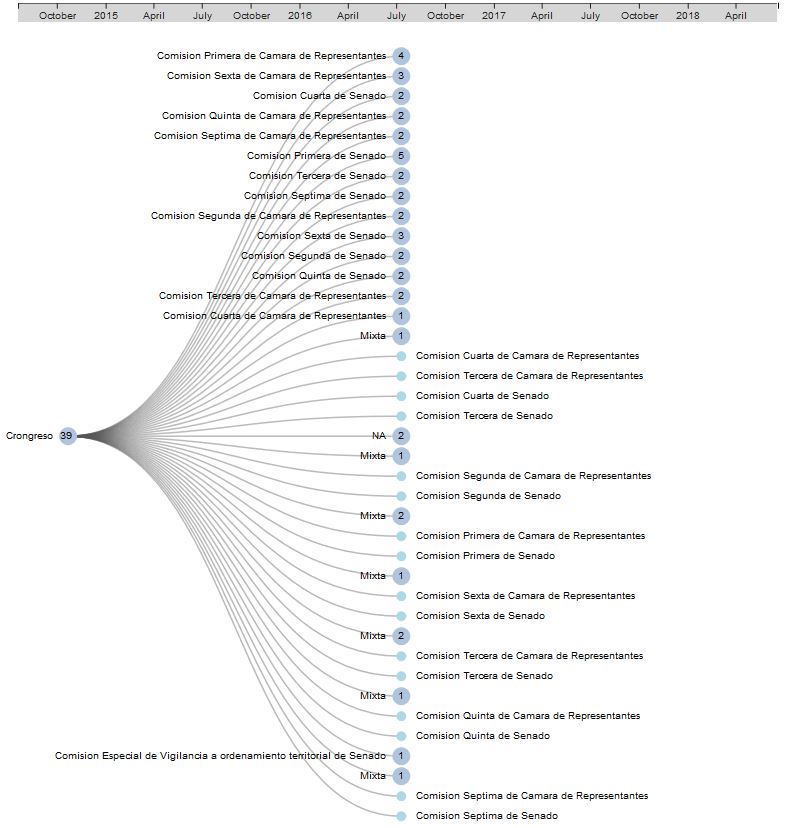 October 2015 April July October 2016 April July October 2017 April July October 2018 April
Comision Primera de Camara de Representantes 4
Comision Sexta de Camara de Representantes 3
Comision Cuarta de Senado 2
Comision Quinta de Camara de Representantes 2
Comision Septima de Camara de Representantes 2
Comision Primera de Senado 5
Comision Tercera de Senado 2
Comision Septima de Senado 2
Comision Segunda de Camara de Representantes 2
Comision Sexta de Senado 3
Comision Segunda de Senado 2
Comision Quinta de Senado 2
Comision Tercera de Camara de Representantes 2
Comision Cuarta de Camara de Representantes 1
Mixta 1
Comision Cuarta de Camara de Representantes
Comision Tercera de Camara de Representantes
Comision Cuarta de Senado
Comision Tercera de Senado
Crongreso 39 NA 2
Mixta 1
Comision Segunda de Camara de Representantes
Comision Segunda de Senado
Mixta 2
Comision Primera de Camara de Representantes
Comision Primera de Senado
Mixta 1
Comision Sexta de Camara de Representantes
Comision Sexta de Senado
Mixta 2
Comision Tercera de Camara de Representantes
Comision Tercera de Senado
Mixta 1
Comision Quinta de Camara de Representantes
Comision Quinta de Senado
Comision Especial de Vigilancia a ordenamiento territorial de Senado 1
Mixta 1
Comision Septima de Camara de Representantes
Comision Septima de Senado